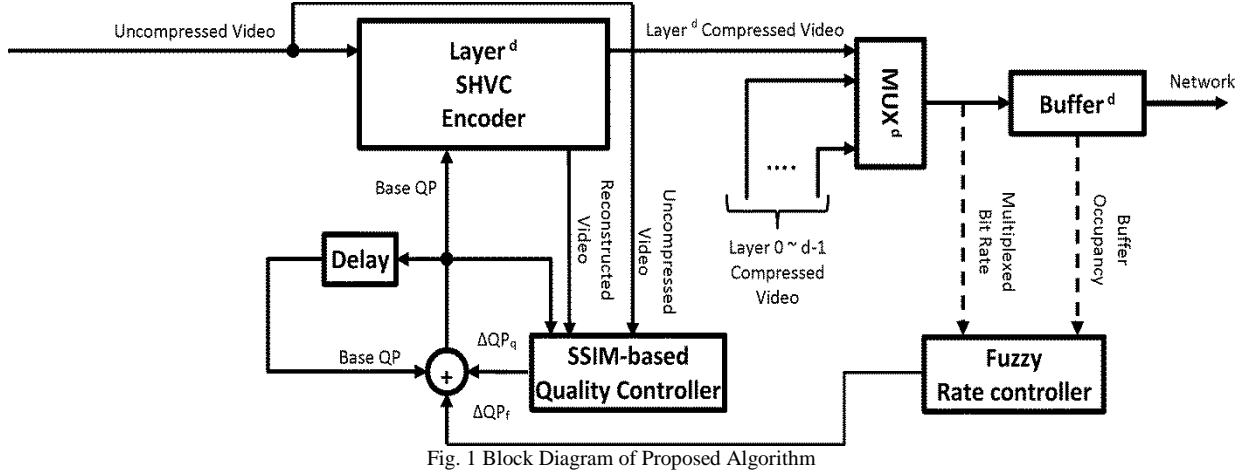 Uncompressed Video
Layer d
SHVC
Encoder
Layer d Compressed Video
MUX d
Buffer d
Network
Base QP
Reconstructed
Video
Uncompressed
Video
....
Layer 0 ~ d-1
Compressed
Video
Multiplexed
Bit Rate
Buffer
Occupancy
Delay
Base QP
+
ΔQPq
ΔQPf
SSIM-based
Quality Controller
Fuzzy
Rate controller
Fig. 1 Block Diagram of Proposed Algorithm